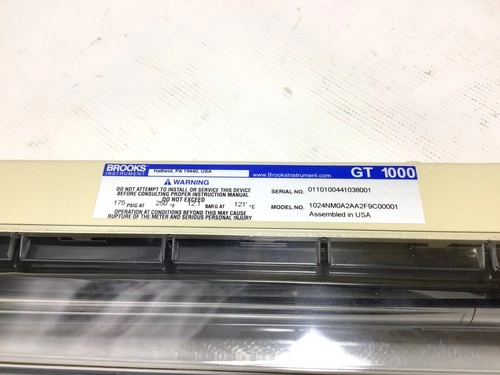 BROOKS
INSTRUMENT
Hatfield, PA 19440, USA
www.BrooksInstrument.com
GT 1000
WARNING
DO NOT ATTEMPT TO INSTALL OR SERVICE THIS DEVICE
BEFORE CONSULTING PROPER INSTRUCTION MANUAL
DO NOT EXCEED
175 PSIG AT 250 °F 12.1 BARG AT 121 °C
OPERATION AT CONDITIONS BEYOND THIS MAY CAUSE
RUPTURE OF THE METER AND SERIOUS PERSONAL INJURY
SERIAL NO. 0110100441038001
MODEL NO. 1024NM0A2AA2F9C00001
Assembled in USA